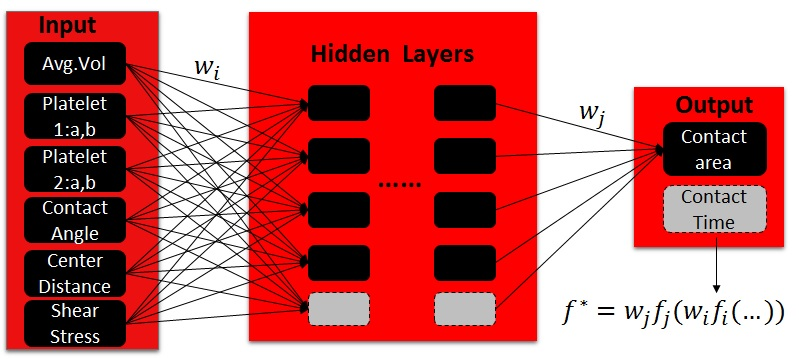 Input
Avg.Vol
Platelet
1:a,b
Platelet
2:a,b
Contact
Angle
Center
Distance
Shear
Stress
w_i
Hidden Layers
......
w_j
Output
Contact
area
Contact
Time
f* = w_j f_j(w_i f_i(...))